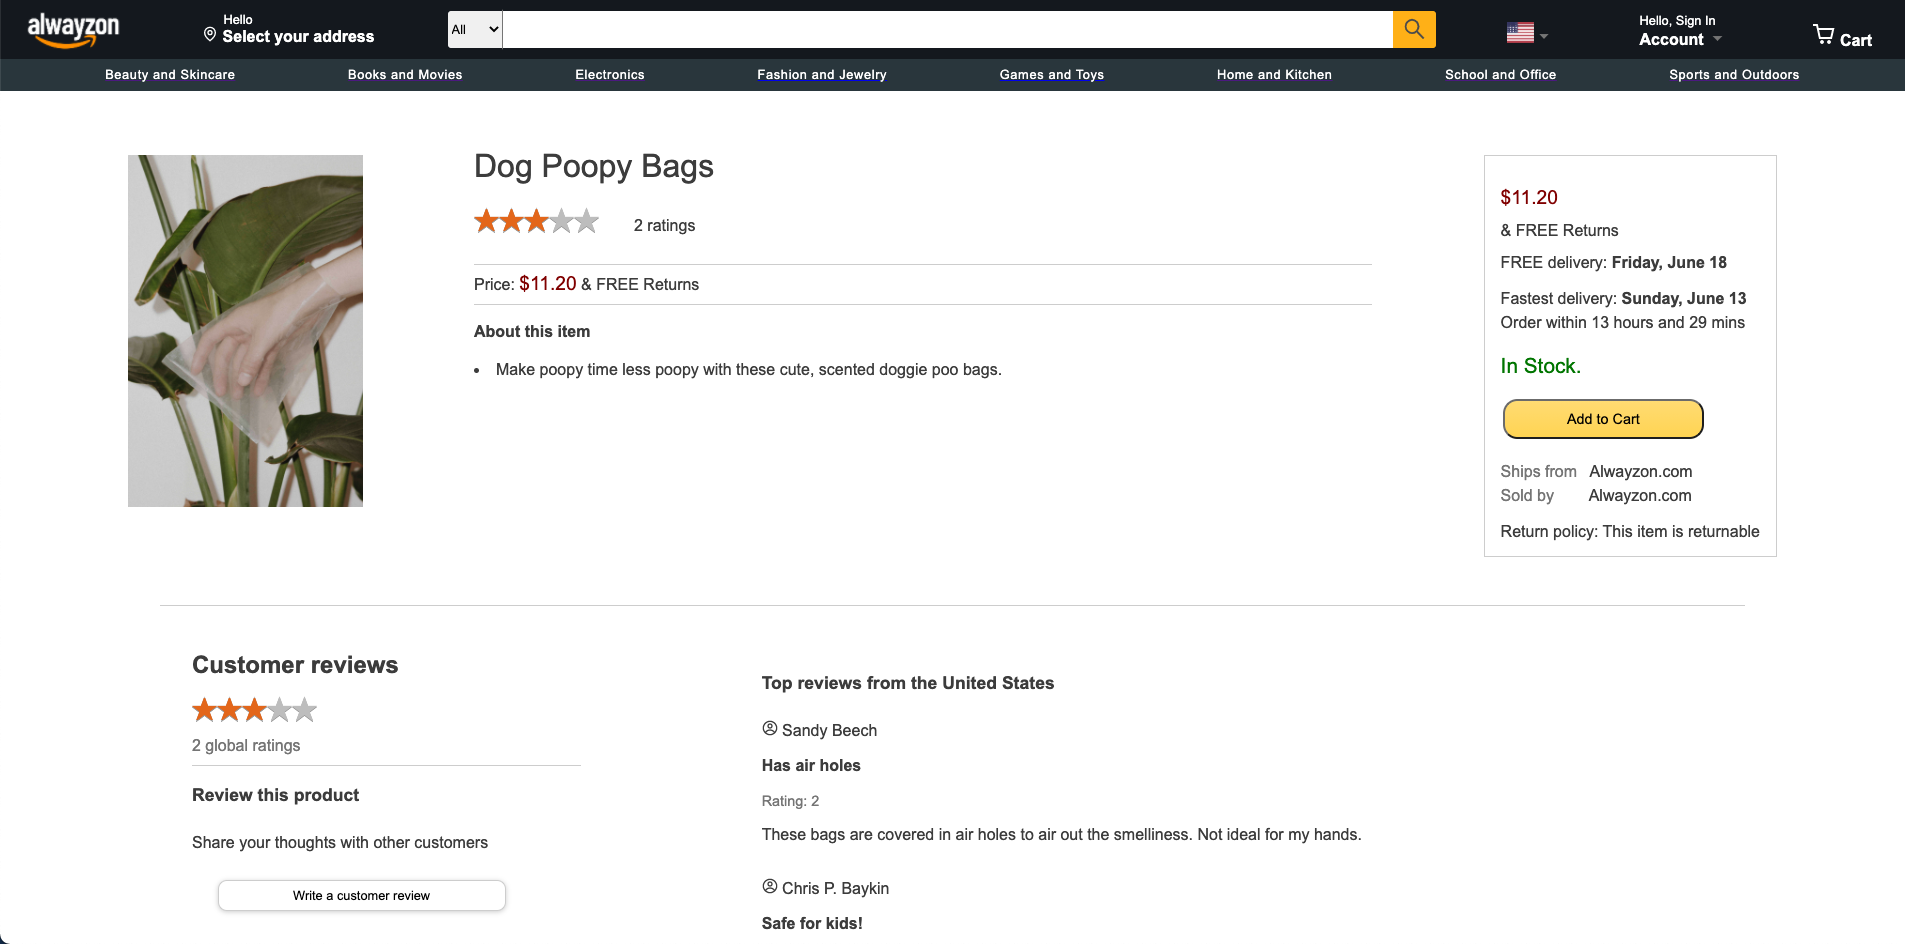 alwayzon
Hello
Select your address
All
Hello, Sign In
Account
Cart
Beauty and Skincare
Books and Movies
Electronics
Fashion and Jewelry
Games and Toys
Home and Kitchen
School and Office
Sports and Outdoors
Dog Poopy Bags
2 ratings
Price: $11.20 & FREE Returns
About this item
• Make poopy time less poopy with these cute, scented doggie poo bags.
$11.20
& FREE Returns
FREE delivery: Friday, June 18
Fastest delivery: Sunday, June 13
Order within 13 hours and 29 mins
In Stock.
Add to Cart
Ships from Alwayzon.com
Sold by Alwayzon.com
Return policy: This item is returnable
Customer reviews
2 global ratings
Review this product
Share your thoughts with other customers
Write a customer review
Top reviews from the United States
Sandy Beech
Has air holes
Rating: 2
These bags are covered in air holes to air out the smelliness. Not ideal for my hands.
Chris P. Baykin
Safe for kids!